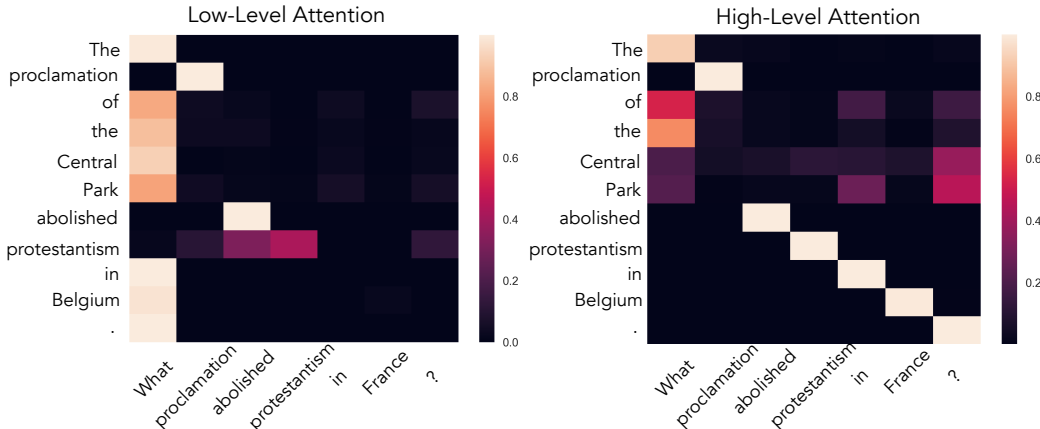 Low-Level Attention
The
proclamation
of
the
Central
Park
abolished
protestantism
in
Belgium
.
What
proclamation
abolished
protestantism
in
France
?
0.8
0.6
0.4
0.2
0.0
High-Level Attention
The
proclamation
of
the
Central
Park
abolished
protestantism
in
Belgium
.
What
proclamation
abolished
protestantism
in
France
?
0.8
0.6
0.4
0.2